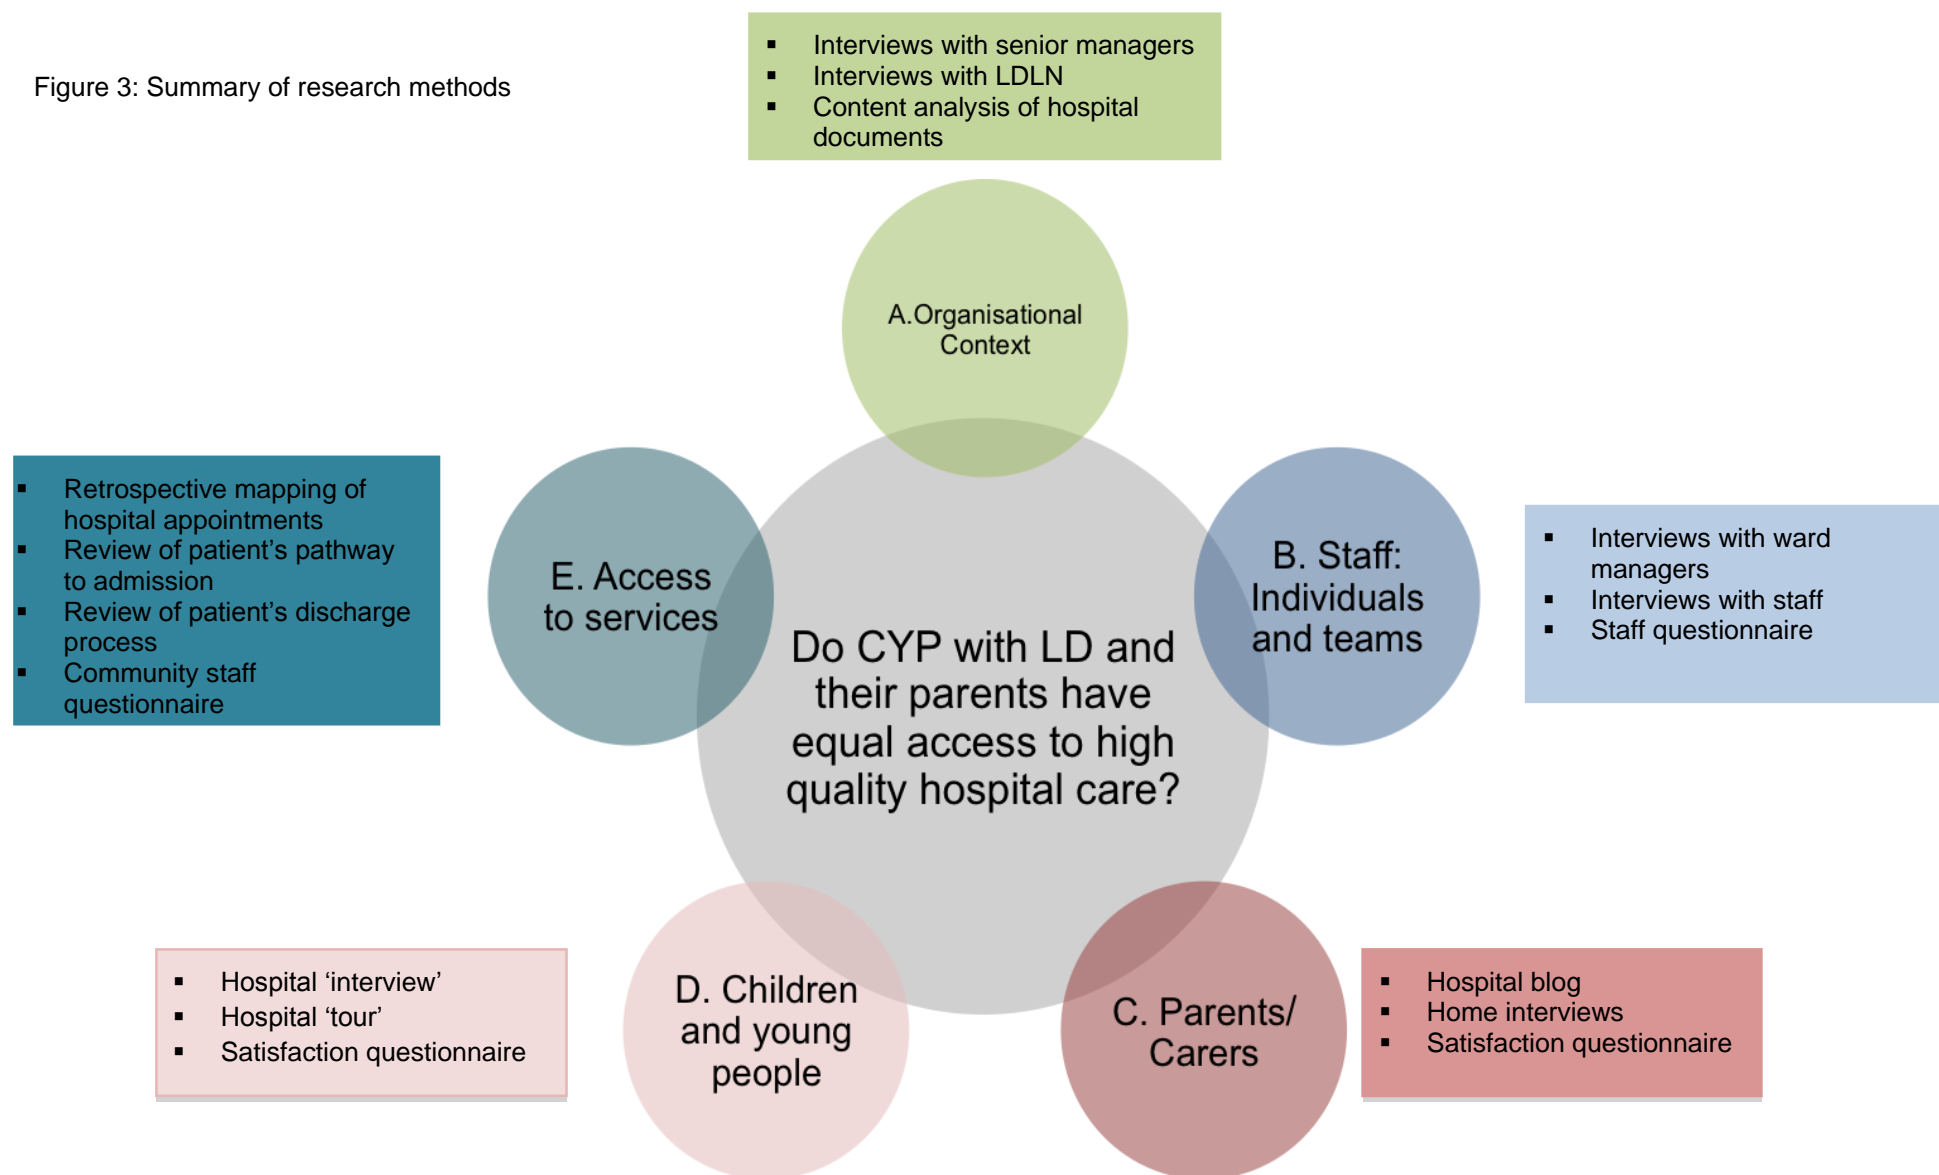 Figure 3: Summary of research methods
▪ Interviews with senior managers
▪ Interviews with LDLN
▪ Content analysis of hospital
documents
A.Organisational
Context
▪ Retrospective mapping of
hospital appointments
▪ Review of patient’s pathway
to admission
▪ Review of patient’s discharge
process
▪ Community staff
questionnaire
E. Access
to services
B. Staff:
Individuals
and teams
▪ Interviews with ward
managers
▪ Interviews with staff
▪ Staff questionnaire
Do CYP with LD and
their parents have
equal access to high
quality hospital care?
▪ Hospital ‘interview’
▪ Hospital ‘tour’
▪ Satisfaction questionnaire
D. Children
and young
people
C. Parents/
Carers
▪ Hospital blog
▪ Home interviews
▪ Satisfaction questionnaire